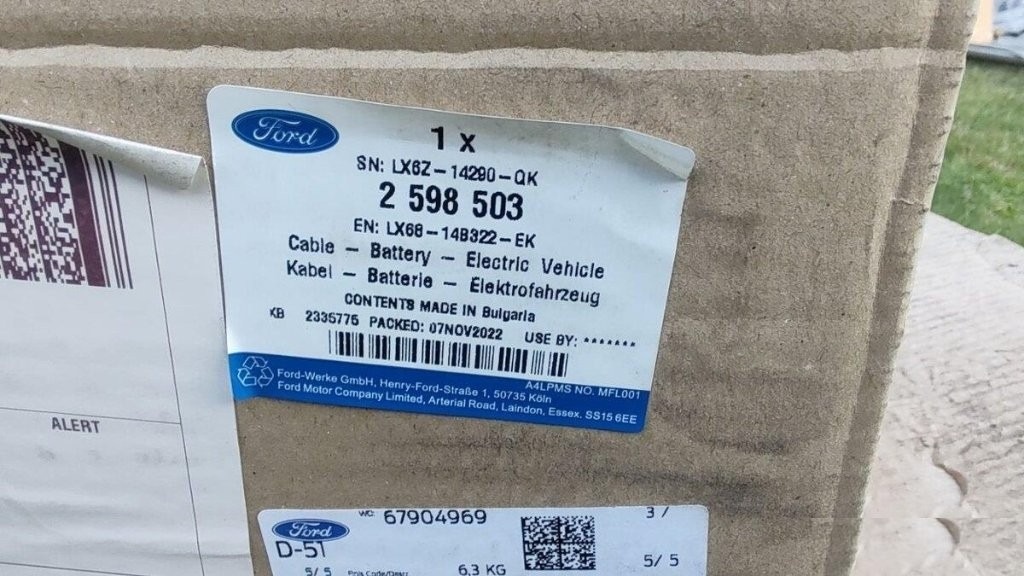 Ford
1 x
SN: LX6Z-14290-QK
2 598 503
EN: LX68-14B322-EK
Cable - Battery - Electric Vehicle
Kabel - Batterie - Elektrofahrzeug
CONTENTS MADE IN Bulgaria
KB 2335775 PACKED: 07NOV2022 USE BY: *******
A4LPMS NO. MFL001
Ford-Werke GmbH, Henry-Ford-Straße 1, 50735 Köln
Ford Motor Company Limited, Arterial Road, Laindon, Essex. SS15 6EE
ALERT
Ford
WO: 67904969
3 /
D-51
5/ 5
6.3 KG
5/ 5